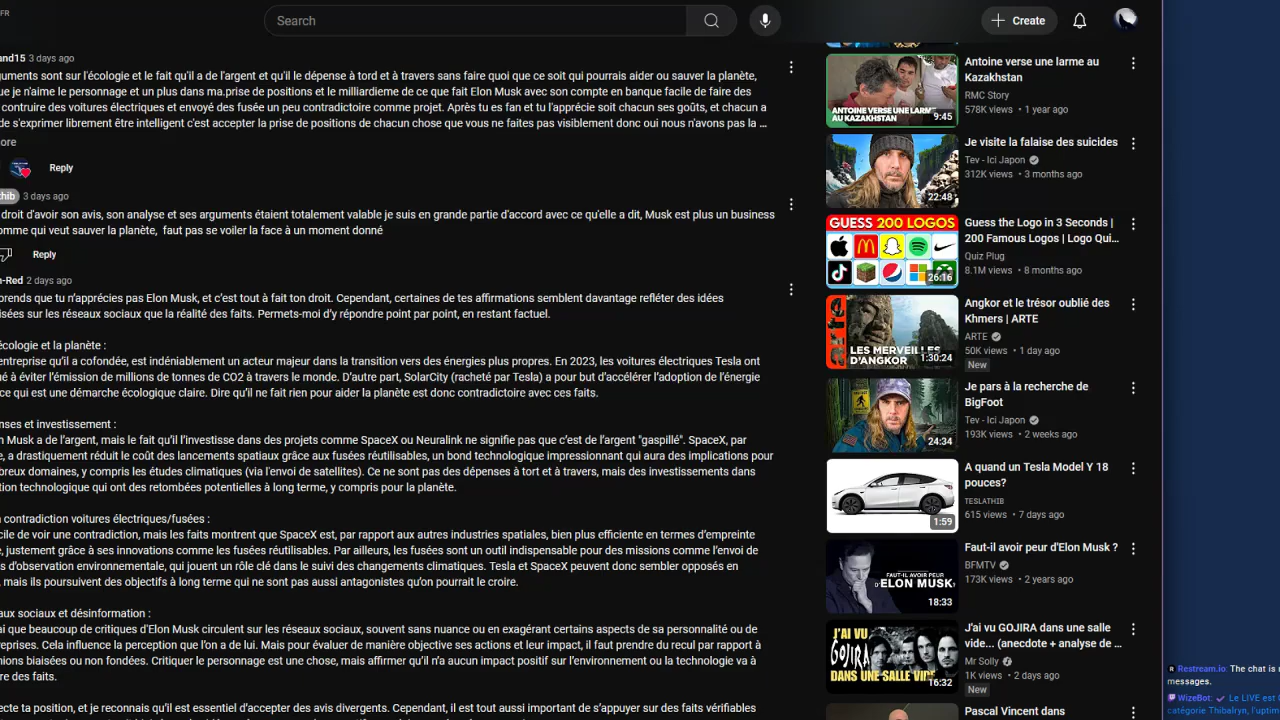 FR
Search
Create
and15 3 days ago
guments sont sur l'écologie et le fait qu'il a de l'argent et qu'il le dépense à tord et à travers sans faire quoi que ce soit qui pourrais aider ou sauver la planète,
que je n'aime le personnage et un plus dans ma.prise de positions et le milliardieme de ce que fait Elon Musk avec son compte en banque facile de faire des
construire des voitures électriques et envoyé des fusée un peu contradictoire comme projet. Après tu es fan et tu l'apprécie soit chacun ses goûts, et chacun a
de s'exprimer librement être intelligent c'est accepter la prise de positions de chacun chose que vous ne faites pas visiblement donc oui nous n'avons pas la ...
ore
Reply
thib 3 days ago
droit d'avoir son avis, son analyse et ses arguments étaient totalement valable je suis en grande partie d'accord avec ce qu'elle a dit, Musk est plus un business
omme qui veut sauver la planète, faut pas se voiler la face à un moment donné
Reply
n-Red 2 days ago
prends que tu n'apprécies pas Elon Musk, et c'est tout à fait ton droit. Cependant, certaines de tes affirmations semblent davantage refléter des idées
isées sur les réseaux sociaux que la réalité des faits. Permets-moi d'y répondre point par point, en restant factuel.
écologie et la planète :
entreprise qu'il a cofondée, est indéniablement un acteur majeur dans la transition vers des énergies plus propres. En 2023, les voitures électriques Tesla ont
ué à éviter l'émission de millions de tonnes de CO2 à travers le monde. D'autre part, SolarCity (racheté par Tesla) a pour but d'accélérer l'adoption de l'énergie
ce qui est une démarche écologique claire. Dire qu'il ne fait rien pour aider la planète est donc contradictoire avec ces faits.
nses et investissement :
n Musk a de l'argent, mais le fait qu'il l'investisse dans des projets comme SpaceX ou Neuralink ne signifie pas que c'est de l'argent "gaspillé". SpaceX, par
e, a drastiquement réduit le coût des lancements spatiaux grâce aux fusées réutilisables, un bond technologique impressionnant qui aura des implications pour
mbreux domaines, y compris les études climatiques (via l'envoi de satellites). Ce ne sont pas des dépenses à tort et à travers, mais des investissements dans
tion technologique qui ont des retombées potentielles à long terme, y compris pour la planète.
a contradiction voitures électriques/fusées :
cile de voir une contradiction, mais les faits montrent que SpaceX est, par rapport aux autres industries spatiales, bien plus efficiente en termes d'empreinte
e, justement grâce à ses innovations comme les fusées réutilisables. Par ailleurs, les fusées sont un outil indispensable pour des missions comme l'envoi de
s d'observation environnementale, qui jouent un rôle clé dans le suivi des changements climatiques. Tesla et SpaceX peuvent donc sembler opposés en
, mais ils poursuivent des objectifs à long terme qui ne sont pas aussi antagonistes qu'on pourrait le croire.
aux sociaux et désinformation :
ai que beaucoup de critiques d'Elon Musk circulent sur les réseaux sociaux, souvent sans nuance ou en exagérant certains aspects de sa personnalité ou de
reprises. Cela influence la perception que l'on a de lui. Mais pour évaluer de manière objective ses actions et leur impact, il faut prendre du recul par rapport à
nions biaisées ou non fondées. Critiquer le personnage est une chose, mais affirmer qu'il n'a aucun impact positif sur l'environnement ou la technologie va à
re des faits.
ecte ta position, et je reconnais qu'il est essentiel d'accepter des avis divergents. Cependant, il est aussi important de s'appuyer sur des faits vérifiables
ANTOINE VERSE UNE LARME
AU KAZAKHSTAN
9:45
Antoine verse une larme au
Kazakhstan
RMC Story
578K views • 1 year ago
22:48
Je visite la falaise des suicides
Tev - Ici Japon
312K views • 3 months ago
GUESS 200 LOGOS
26:16
Guess the Logo in 3 Seconds |
200 Famous Logos | Logo Qui...
Quiz Plug
8.1M views • 8 months ago
arte
LES MERVEILLES
D'ANGKOR
1:30:24
Angkor et le trésor oublié des
Khmers | ARTE
ARTE
50K views • 1 day ago
New
24:34
Je pars à la recherche de
BigFoot
Tev - Ici Japon
193K views • 2 weeks ago
1:59
A quand un Tesla Model Y 18
pouces?
TESLATHIB
615 views • 7 days ago
FAUT-IL AVOIR PEUR
D'ELON MUSK?
18:33
Faut-il avoir peur d'Elon Musk ?
BFMTV
173K views • 2 years ago
J'AI VU
GOJIRA
DANS UNE SALLE VIDE
16:32
J'ai vu GOJIRA dans une salle
vide... (anecdote + analyse de ...
Mr Solly
1K views • 2 days ago
New
Pascal Vincent dans
Restream.io: The chat is
messages.
WizeBot: Le LIVE est
catégorie Thibalryn, l'uptim